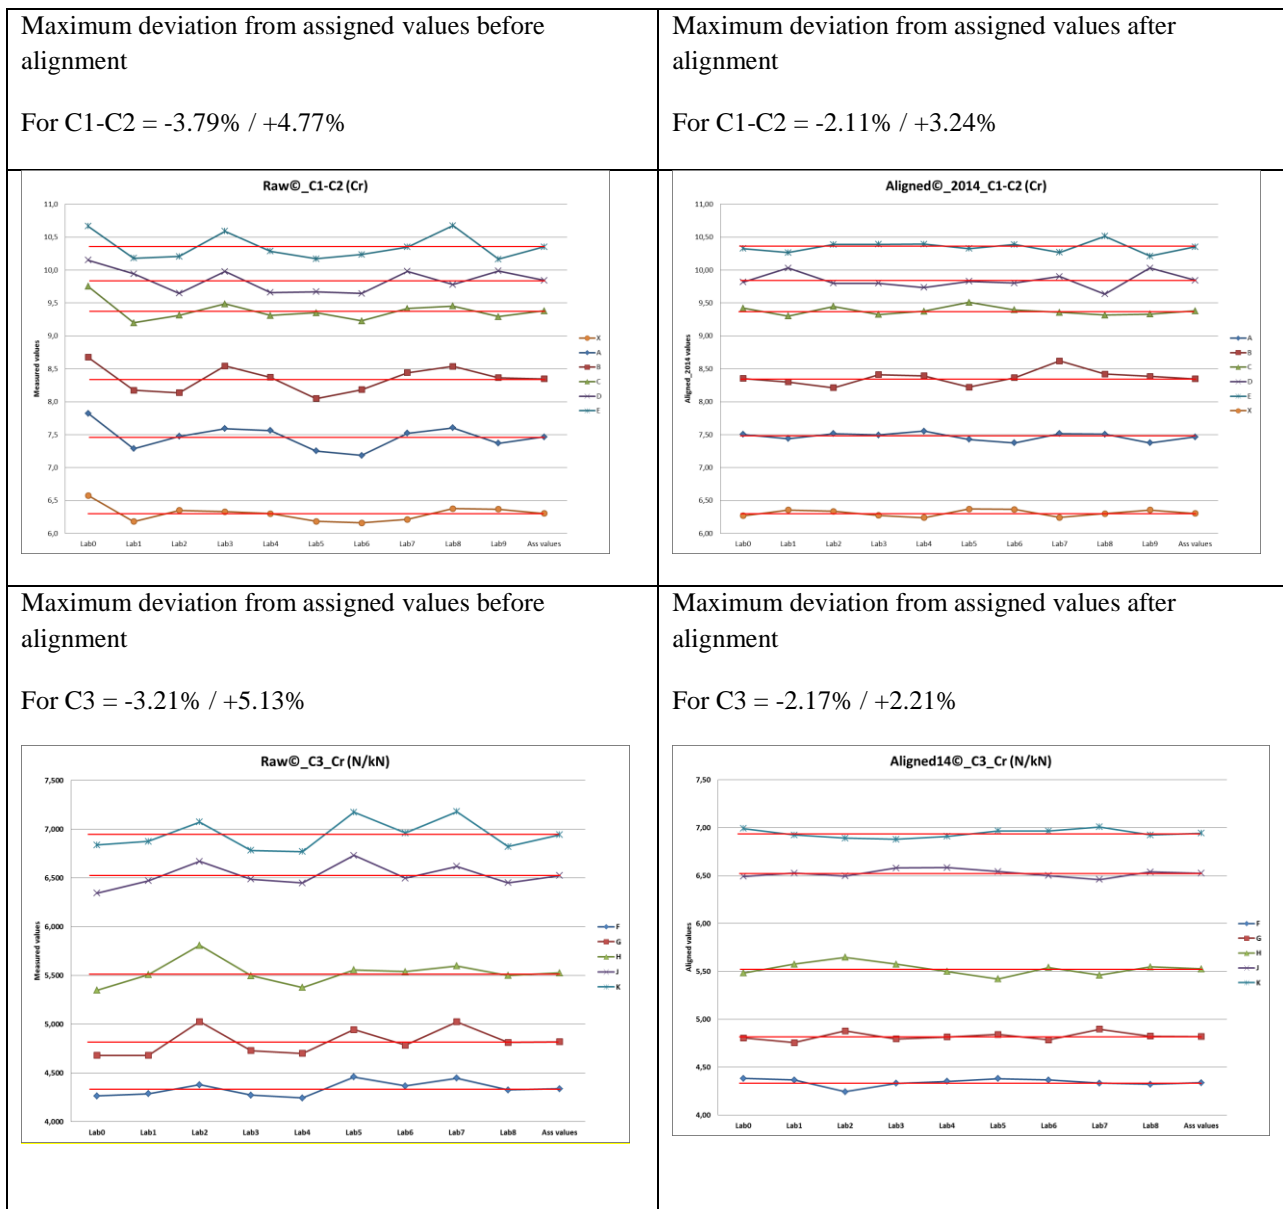 Maximum deviation from assigned values before
alignment
For C1-C2 = -3.79% / +4.77%
Maximum deviation from assigned values after
alignment
For C1-C2 = -2.11% / +3.24%
Raw©_C1-C2 (Cr)
11,0
10,5
10,0
9,5
9,0
8,5
8,0
7,5
7,0
6,5
6,0
Measured values
Lab0 Lab1 Lab2 Lab3 Lab4 Lab5 Lab6 Lab7 Lab8 Lab9 Ass values
X
A
B
C
D
E
Aligned©_2014_C1-C2 (Cr)
11,00
10,50
10,00
9,50
9,00
8,50
8,00
7,50
7,00
6,50
6,00
Aligned_2014 values
Lab0 Lab1 Lab2 Lab3 Lab4 Lab5 Lab6 Lab7 Lab8 Lab9 Ass values
A
B
C
D
E
X
Maximum deviation from assigned values before
alignment
For C3 = -3.21% / +5.13%
Maximum deviation from assigned values after
alignment
For C3 = -2.17% / +2.21%
Raw©_C3_Cr (N/kN)
7,500
7,000
6,500
6,000
5,500
5,000
4,500
4,000
Measured values
Lab0 Lab1 Lab2 Lab3 Lab4 Lab5 Lab6 Lab7 Lab8 Ass values
F
G
H
J
K
Aligned14©_C3_Cr (N/kN)
7,50
7,00
6,50
6,00
5,50
5,00
4,50
4,00
Aligned values
Lab0 Lab1 Lab2 Lab3 Lab4 Lab5 Lab6 Lab7 Lab8 Ass values
F
G
H
J
K